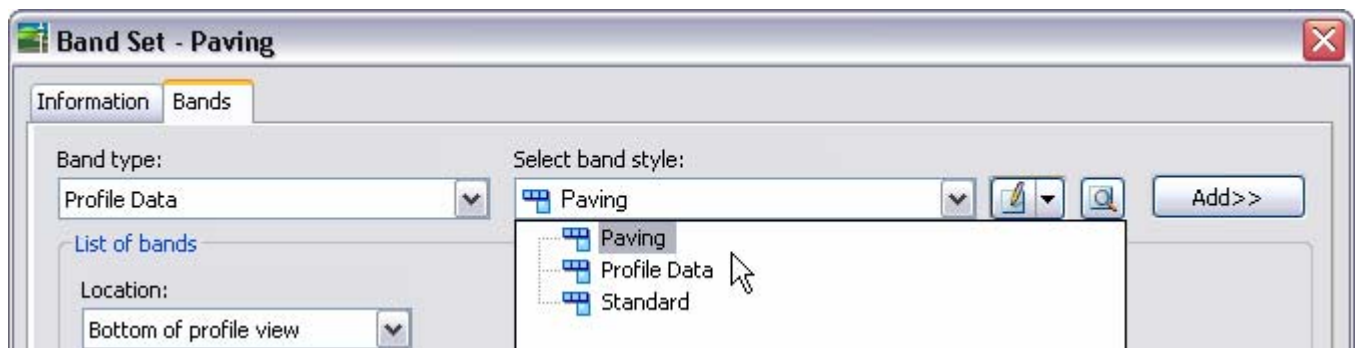 Band Set - Paving
Information Bands
Band type: Select band style:
Profile Data Paving Add>>
List of bands Paving
Profile Data
Location:
Standard
Bottom of profile view